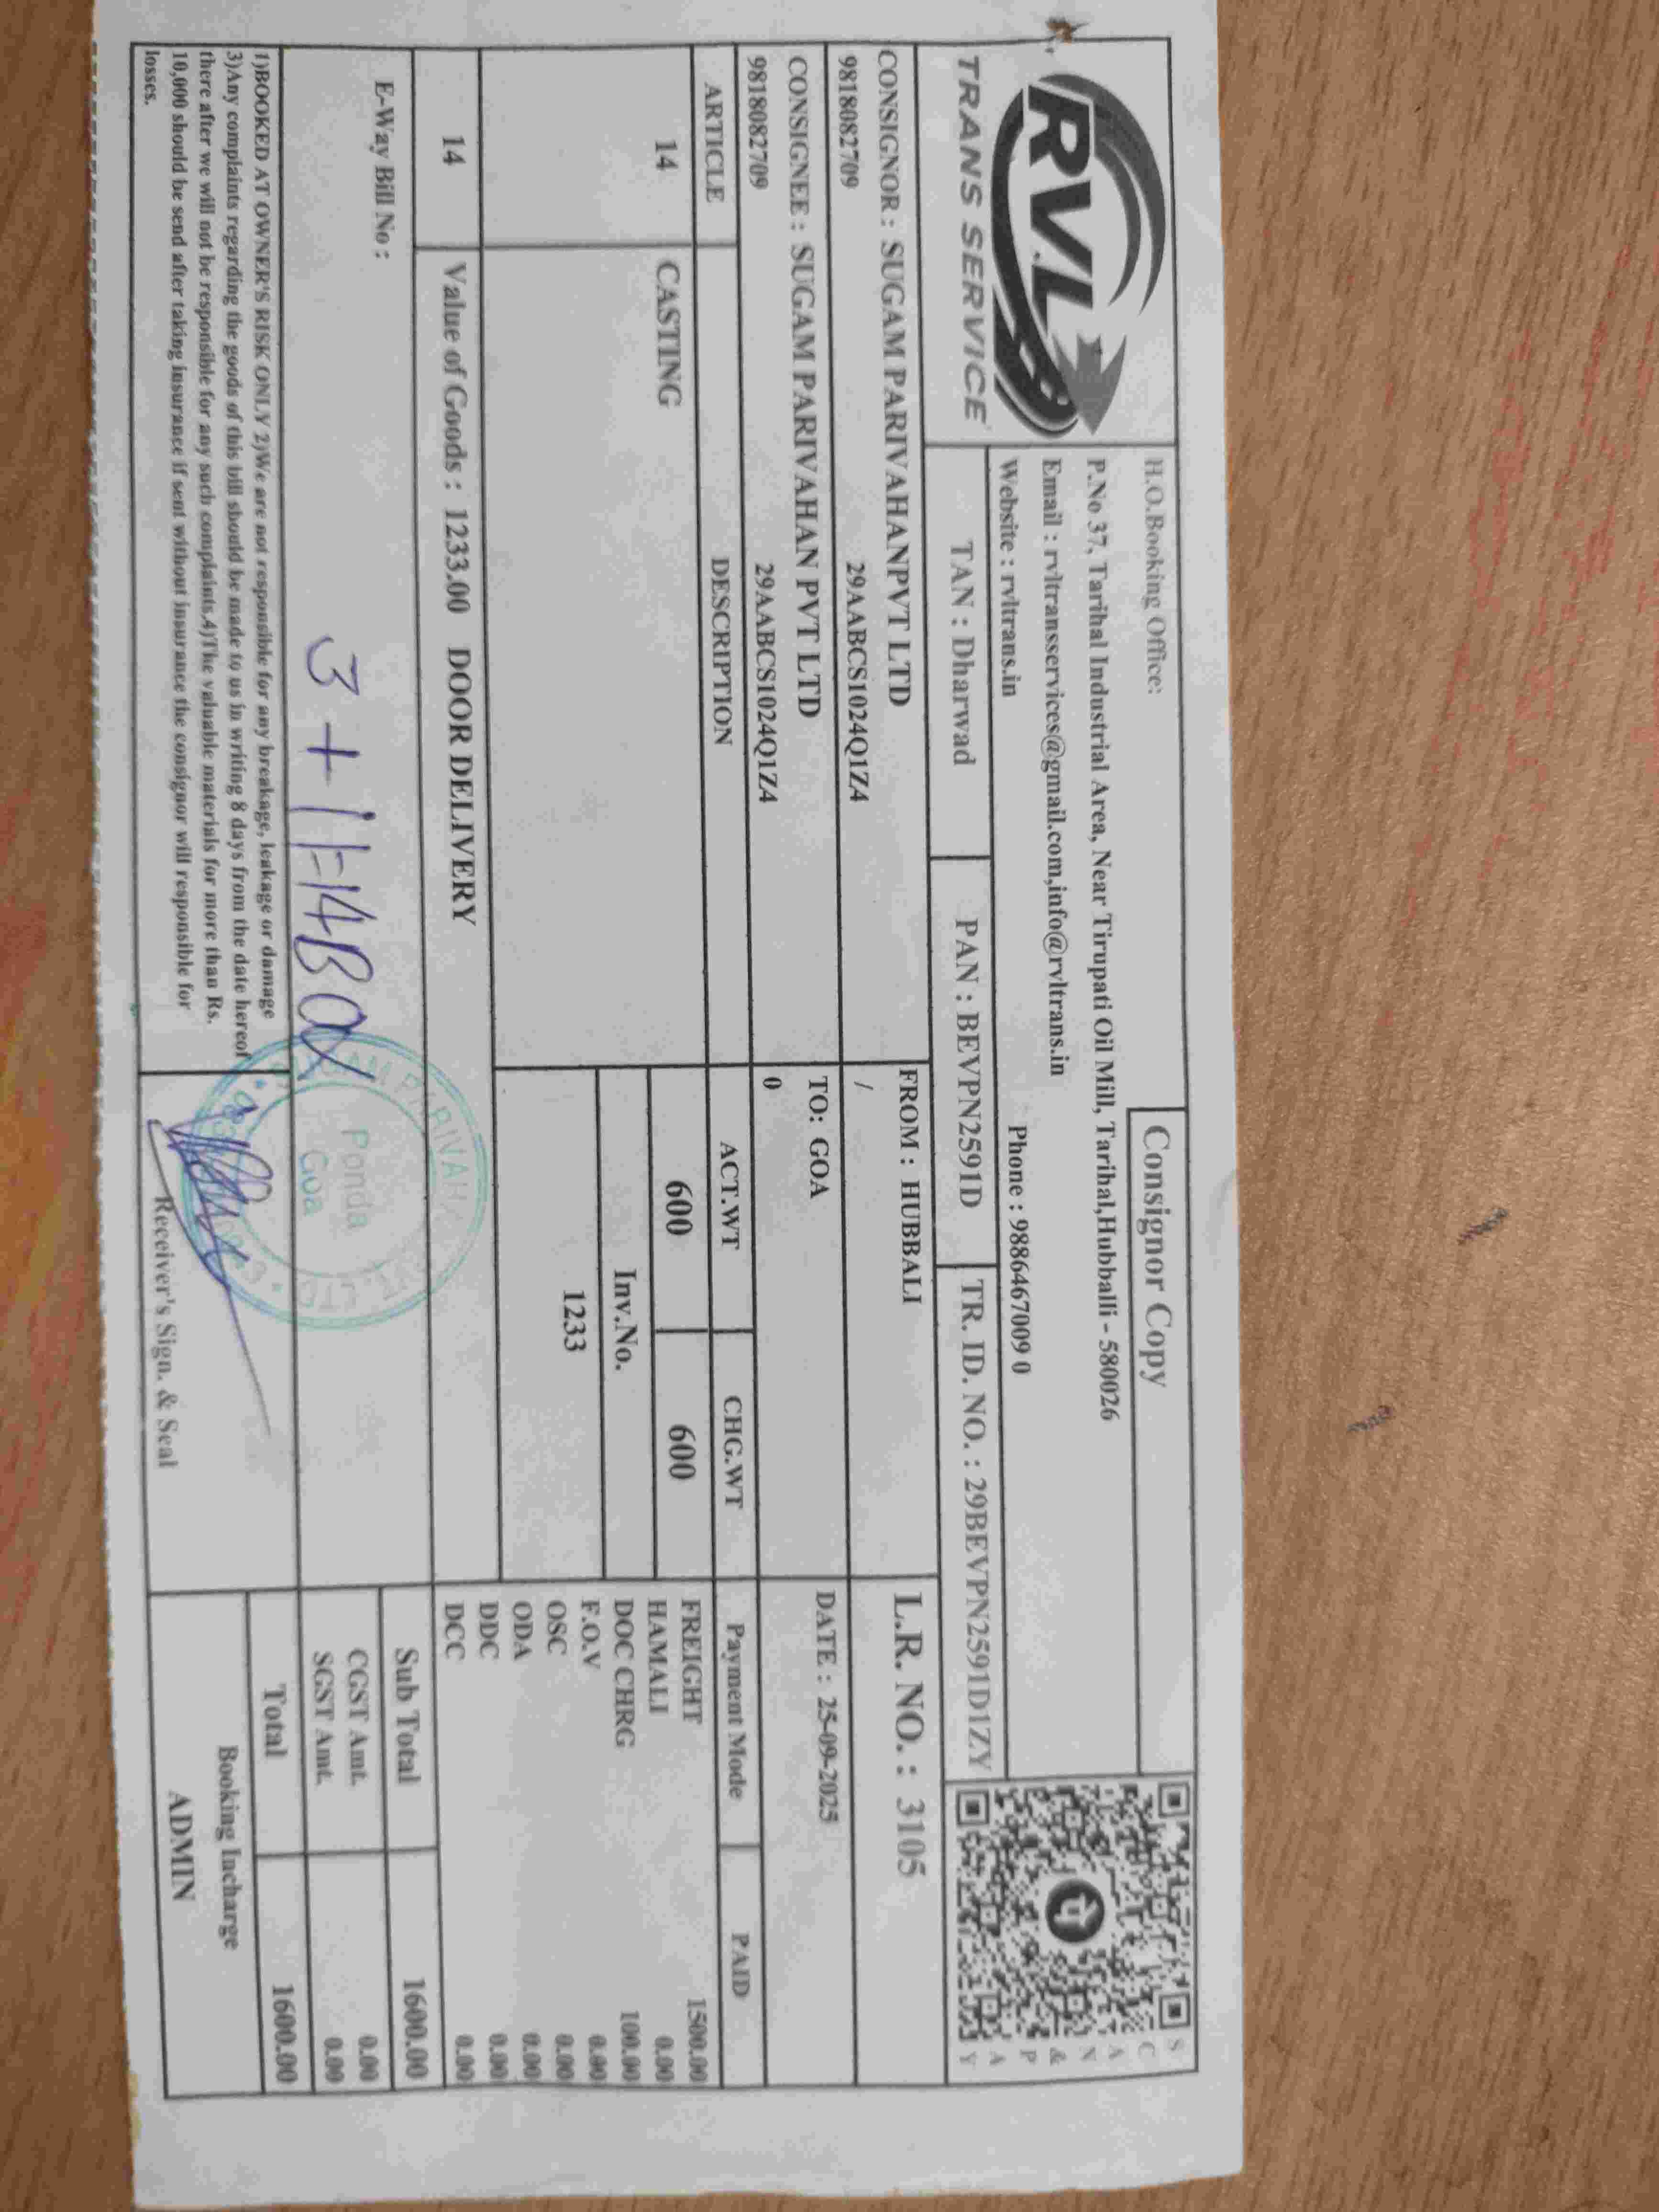 RVL
TRANS SERVICE
Consignor Copy
H.O.Booking Office:
P.No 37, Tarihal Industrial Area, Near Tirupati Oil Mill, Tarihal,Hubballi - 580026
Email : rvltransservices@gmail.com,info@rvltrans.in
Website : rvltrans.in Phone : 9886467009 0
SCAN & PAY
TAN : Dharwad PAN : BEVPN2591D TR. ID. NO. : 29BEVPN2591D1ZY
CONSIGNOR : SUGAM PARIVAHANPVT LTD FROM : HUBBALI L.R. NO. : 3105
9818082709 29AABCS1024Q1Z4 /
CONSIGNEE : SUGAM PARIVAHAN PVT LTD TO: GOA DATE : 25-09-2025
9818082709 29AABCS1024Q1Z4 0
ARTICLE DESCRIPTION ACT.WT CHG.WT Payment Mode PAID
14 CASTING 600 600 FREIGHT 1500.00
HAMALI 0.00
Inv.No. DOC CHRG 100.00
F.O.V 0.00
1233 OSC 0.00
ODA 0.00
DDC 0.00
DCC 0.00
14 Value of Goods : 1233.00 DOOR DELIVERY
Sub Total 1600.00
E-Way Bill No :
CGST Amt. 0.00
SGST Amt. 0.00
3 + 11-14 Box
Ponda
Goa
Total 1600.00
1)BOOKED AT OWNER'S RISK ONLY 2)We are not responsible for any breakage, leakage or damage
3)Any complaints regarding the goods of this bill should be made to us in writing 8 days from the date hereof
there after we will not be responsible for any such complaints.4)The valuable materials for more than Rs.
10,000 should be send after taking insurance if sent without insurance the consignor will responsible for
losses.
Receiver's Sign. & Seal
Booking Incharge
ADMIN